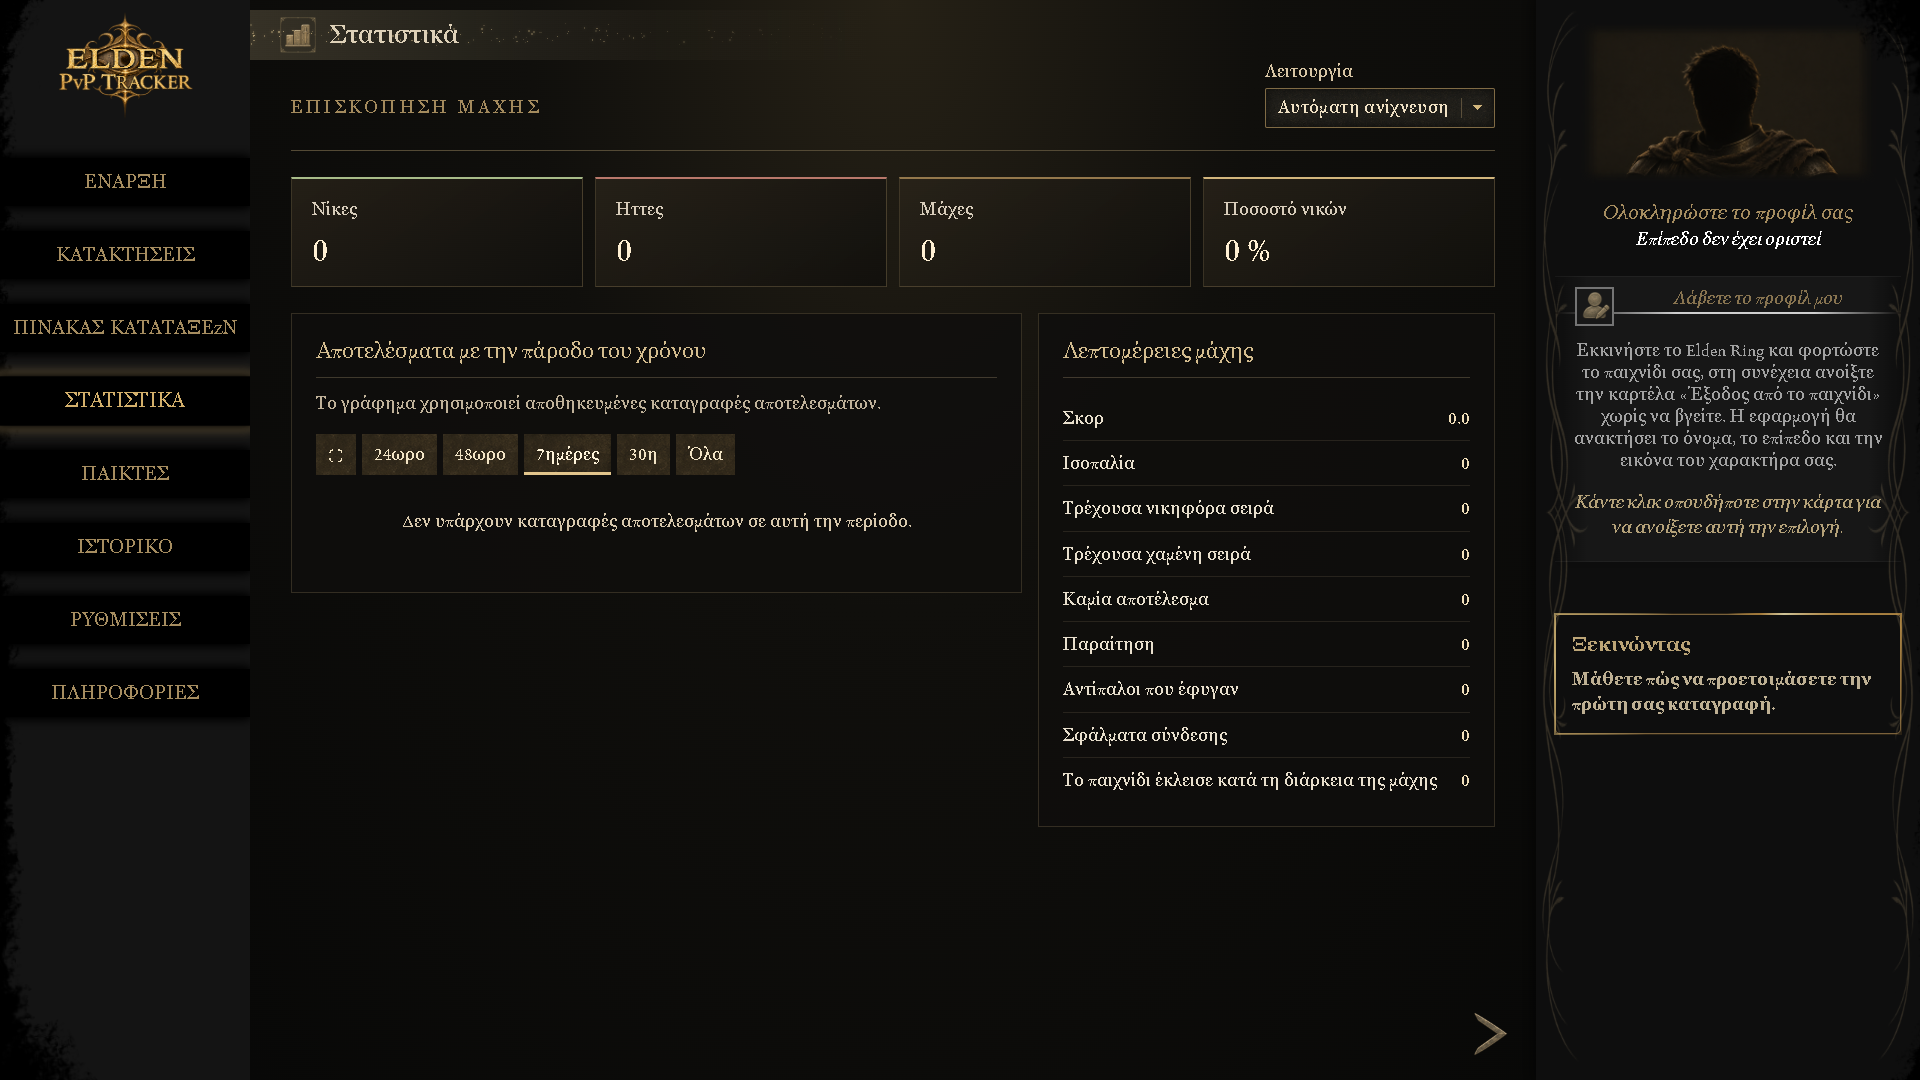 ELDEN
PvP TRACKER
ΕΝΑΡΞΗ
ΚΑΤΑΚΤΗΣΕΙΣ
ΠΙΝΑΚΑΣ ΚΑΤΑΤΑΞΕzΝ
ΣΤΑΤΙΣΤΙΚΑ
ΠΑΙΚΤΕΣ
ΙΣΤΟΡΙΚΟ
ΡΥΘΜΙΣΕΙΣ
ΠΛΗΡΟΦΟΡΙΕΣ
Στατιστικά
ΕΠΙΣΚΟΠΗΣΗ ΜΑΧΗΣ
Λειτουργία
Αυτόματη ανίχνευση
Νίκες
0
Ηττες
0
Μάχες
0
Ποσοστό νικών
0 %
Αποτελέσματα με την πάροδο του χρόνου
Το γράφημα χρησιμοποιεί αποθηκευμένες καταγραφές αποτελεσμάτων.
24ωρο 48ωρο 7ημέρες 30η Όλα
Δεν υπάρχουν καταγραφές αποτελεσμάτων σε αυτή την περίοδο.
Λεπτομέρειες μάχης
Σκορ 0.0
Ισοπαλία 0
Τρέχουσα νικηφόρα σειρά 0
Τρέχουσα χαμένη σειρά 0
Καμία αποτέλεσμα 0
Παραίτηση 0
Αντίπαλοι που έφυγαν 0
Σφάλματα σύνδεσης 0
Το παιχνίδι έκλεισε κατά τη διάρκεια της μάχης 0
Ολοκληρώστε το προφίλ σας
Επίπεδο δεν έχει οριστεί
Λάβετε το προφίλ μου
Εκκινήστε το Elden Ring και φορτώστε
το παιχνίδι σας, στη συνέχεια ανοίξτε
την καρτέλα «Έξοδος από το παιχνίδι»
χωρίς να βγείτε. Η εφαρμογή θα
ανακτήσει το όνομα, το επίπεδο και την
εικόνα του χαρακτήρα σας.
Κάντε κλικ οπουδήποτε στην κάρτα για
να ανοίξετε αυτή την επιλογή.
Ξεκινώντας
Μάθετε πώς να προετοιμάσετε την
πρώτη σας καταγραφή.